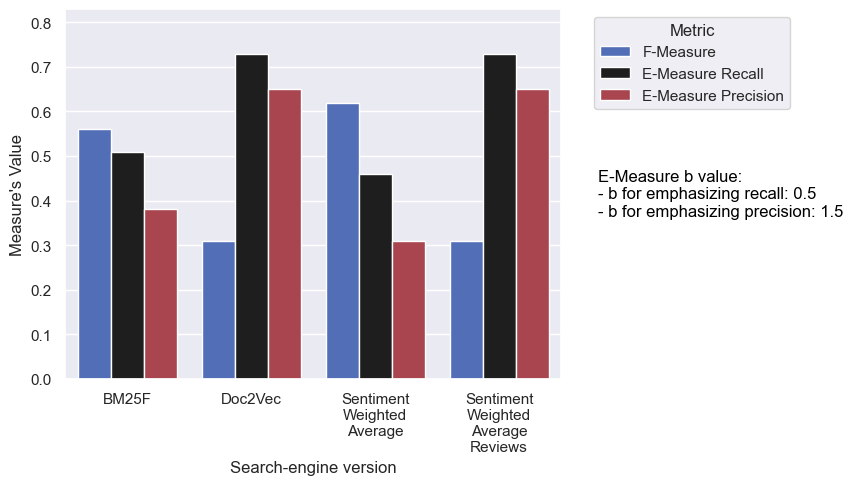 Measure's Value
0.8
0.7
0.6
0.5
0.4
0.3
0.2
0.1
0.0
BM25F
Doc2Vec
Sentiment
Weighted
Average
Sentiment
Weighted
Average
Reviews
Search-engine version
Metric
F-Measure
E-Measure Recall
E-Measure Precision
E-Measure b value:
- b for emphasizing recall: 0.5
- b for emphasizing precision: 1.5